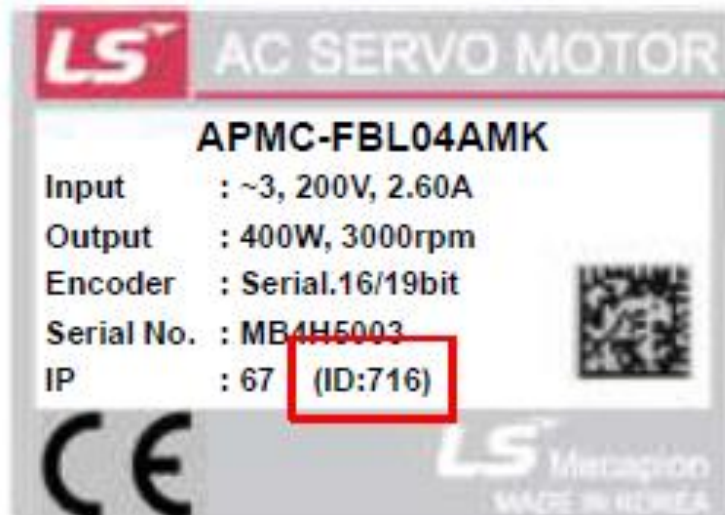 LS AC SERVO MOTOR
APMC-FBL04AMK
Input : ~3, 200V, 2.60A
Output : 400W, 3000rpm
Encoder : Serial.16/19bit
Serial No. : MB4H5003
IP : 67 (ID:716)
CE LS Mecapion
MADE IN KOREA